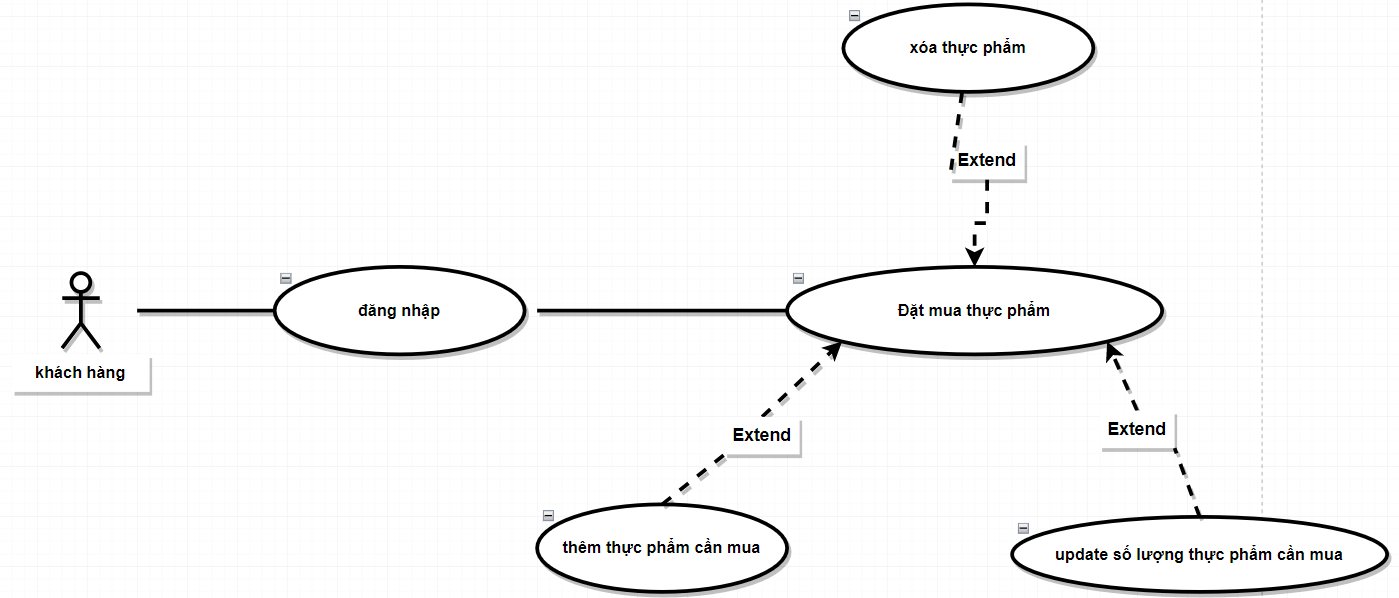 xóa thực phẩm
Extend
khách hàng
đăng nhập
Đặt mua thực phẩm
Extend
Extend
thêm thực phẩm cần mua
update số lượng thực phẩm cần mua